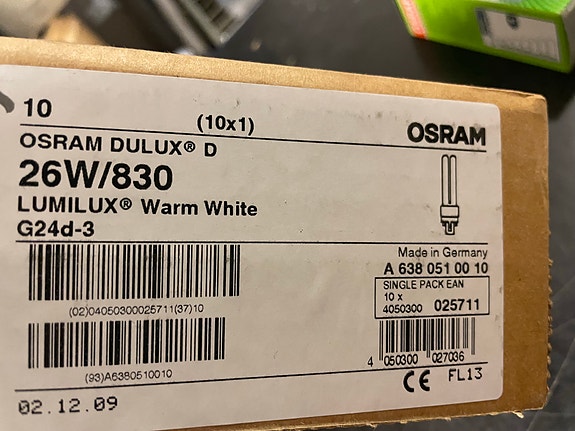 10 (10x1)
OSRAM
OSRAM DULUX® D
26W/830
LUMILUX® Warm White
G24d-3
Made in Germany
A 638 051 00 10
SINGLE PACK EAN
10 x
4050300 025711
(02)04050300025711(37)10
4 050300 027036
(93)A6380510010
CE FL13
02.12.09